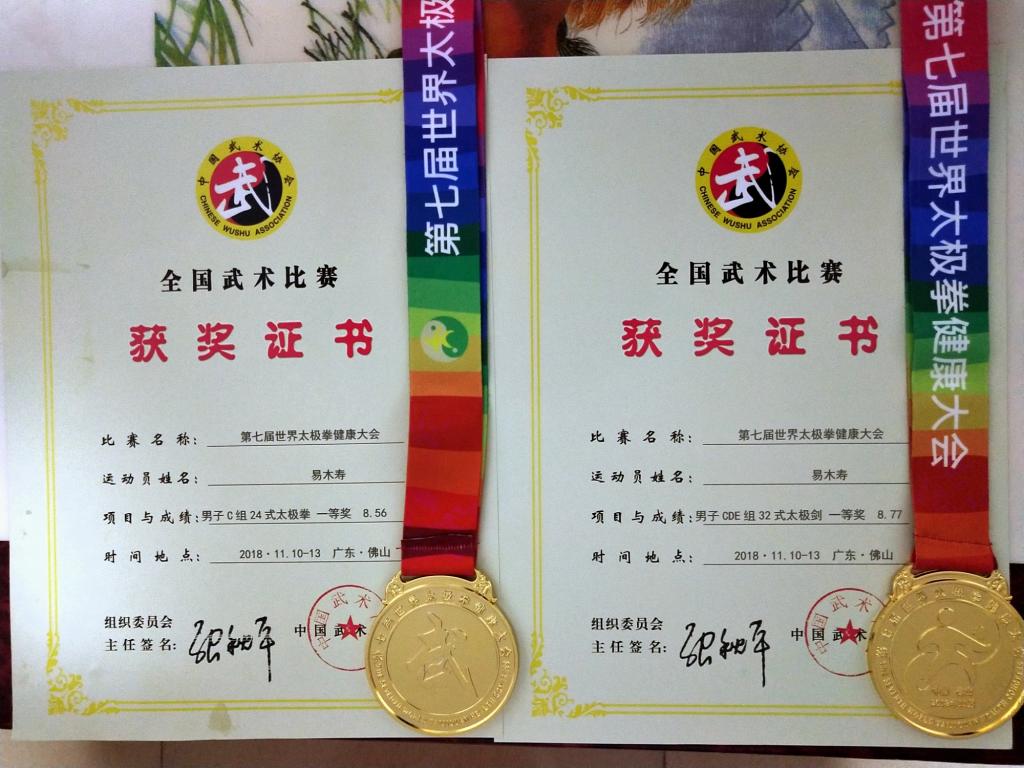 中国武术协会
CHINESE WUSHU ASSOCIATION
全国武术比赛
获奖证书
比赛名称: 第七届世界太极拳健康大会
运动员姓名: 易木寿
项目与成绩: 男子C组24式太极拳 一等奖 8.56
时间地点: 2018·11.10-13 广东·佛山
组织委员会
主任签名:
中国武术
中国武术
第七届世界太极
中国武术协会
CHINESE WUSHU ASSOCIATION
全国武术比赛
获奖证书
比赛名称: 第七届世界太极拳健康大会
运动员姓名: 易木寿
项目与成绩: 男子CDE组32式太极剑 一等奖 8.77
时间地点: 2018·11.10-13 广东·佛山
组织委员会
主任签名:
中国
中国武术
第七届世界太极拳健康大会